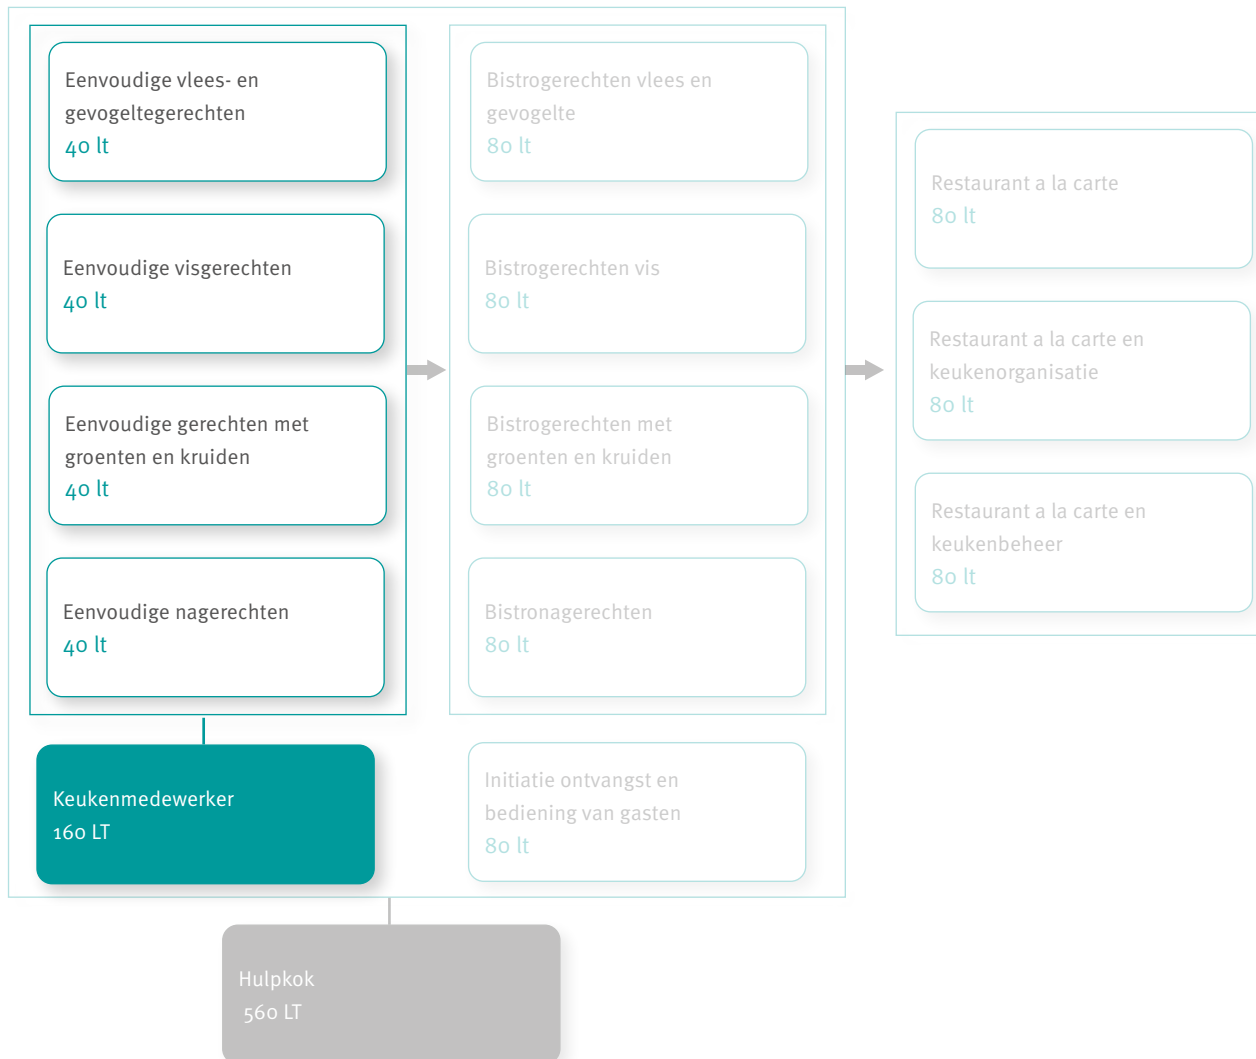 Eenvoudige vlees- en
gevogeltegerechten
40 lt
Eenvoudige visgerechten
40 lt
Eenvoudige gerechten met
groenten en kruiden
40 lt
Eenvoudige nagerechten
40 lt
Keukenmedewerker
160 LT
Bistrogerechten vlees en
gevogelte
80 lt
Bistrogerechten vis
80 lt
Bistrogerechten met
groenten en kruiden
80 lt
Bistronagerechten
80 lt
Initiatie ontvangst en
bediening van gasten
80 lt
Hulpkok
560 LT
Restaurant a la carte
80 lt
Restaurant a la carte en
keukenorganisatie
80 lt
Restaurant a la carte en
keukenbeheer
80 lt